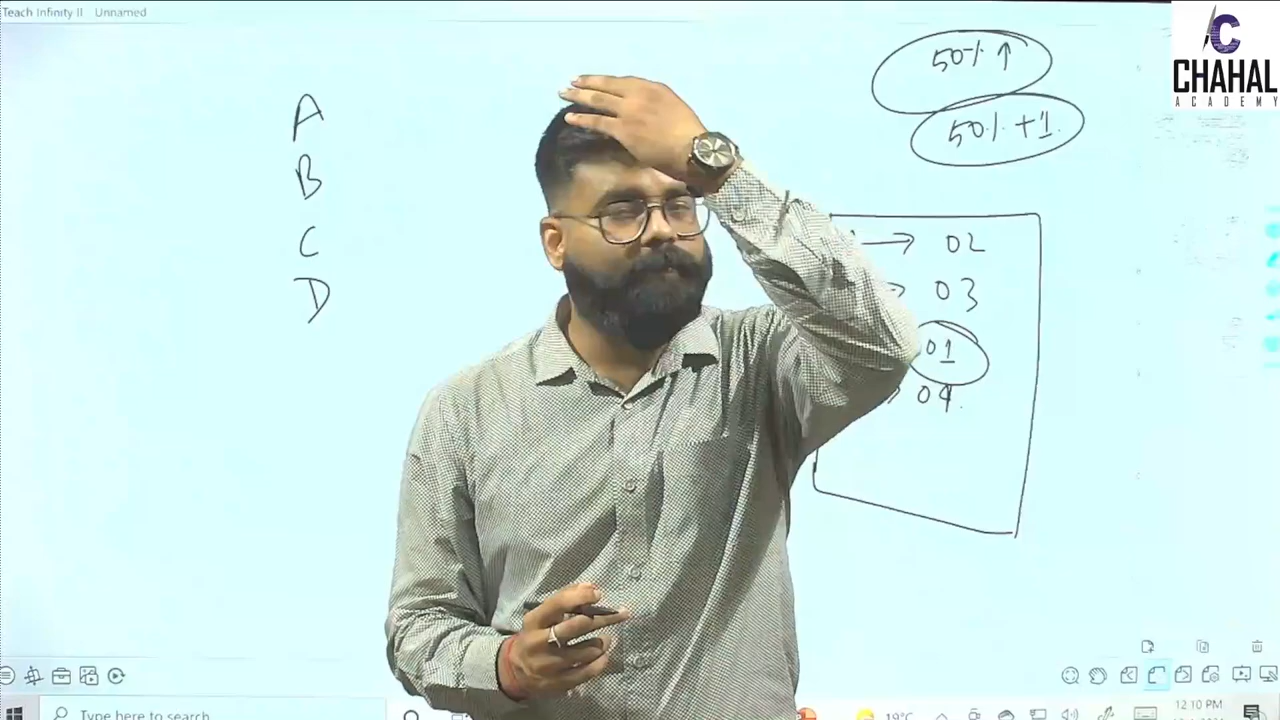 Teach Infinity II Unnamed
C
CHAHAL
ACADEMY
50% ↑
50% + 1
A
B
C
D
→ 02
03
01
04
Type here to search
19°C
12:10 PM